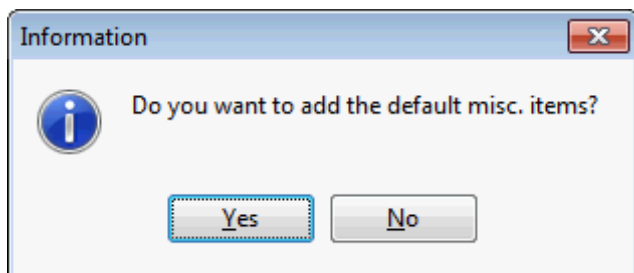 Information
Do you want to add the default misc. items?
Yes No